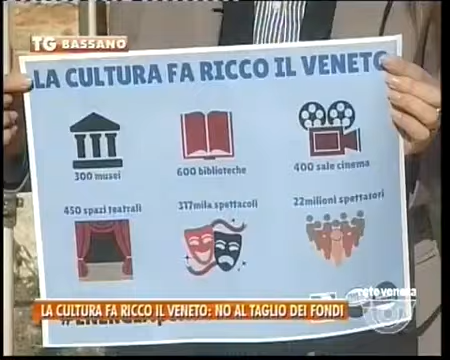 TG BASSANO
LA CULTURA FA RICCO IL VENETO
300 musei
600 biblioteche
400 sale cinema
450 spazi teatrali
317mila spettacoli
22milioni spettatori
rete veneta
LA CULTURA FA RICCO IL VENETO: NO AL TAGLIO DEI FONDI